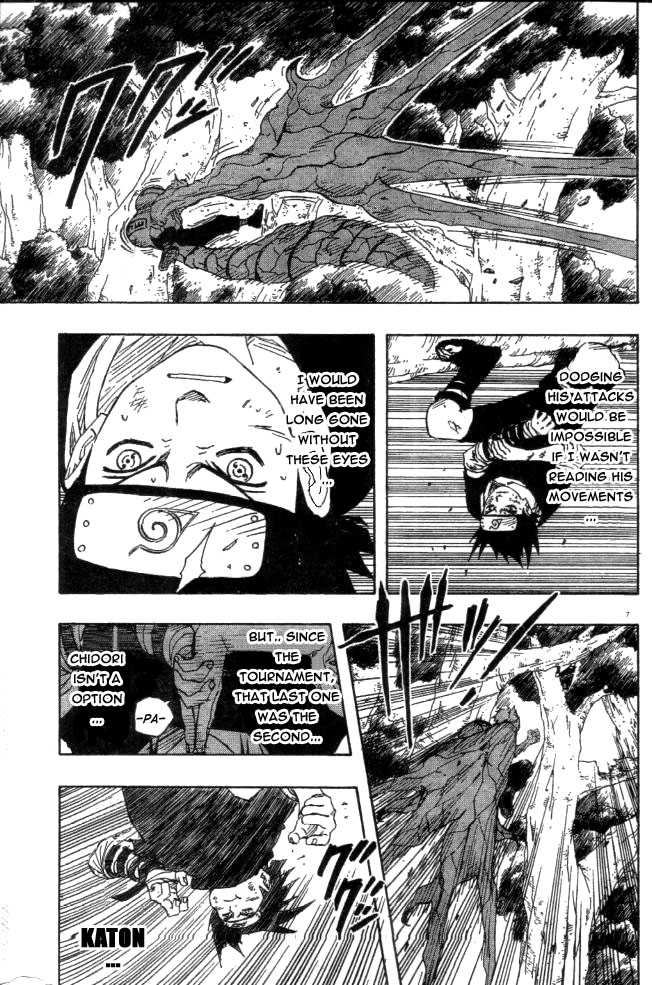 DODGING
HIS ATTACKS
WOULD BE
IMPOSSIBLE
IF I WASN'T
READING HIS
MOVEMENTS
...
I WOULD
HAVE BEEN
LONG GONE
WITHOUT
THESE EYES
...
7
BUT.. SINCE
THE
TOURNAMENT,
THAT LAST ONE
WAS THE
SECOND...
-PA-
CHIDORI
ISN'T A
OPTION
...
KATON
...